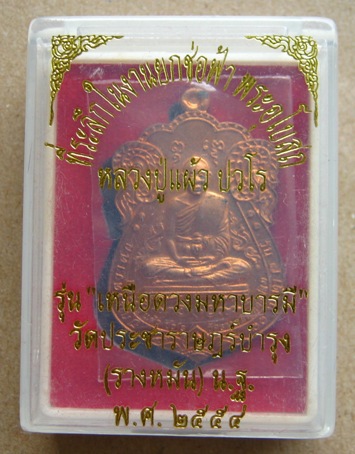 ที่ระลึกในงานยกช่อฟ้า พระอุโบสถ
หลวงปู่แผ้ว ปวโร
รุ่น "เหนือดวงมหาบารมี"
วัดประชาราษฎร์บำรุง
(รางหมัน) น.ฐ.
พ.ศ. ๒๕๕๔